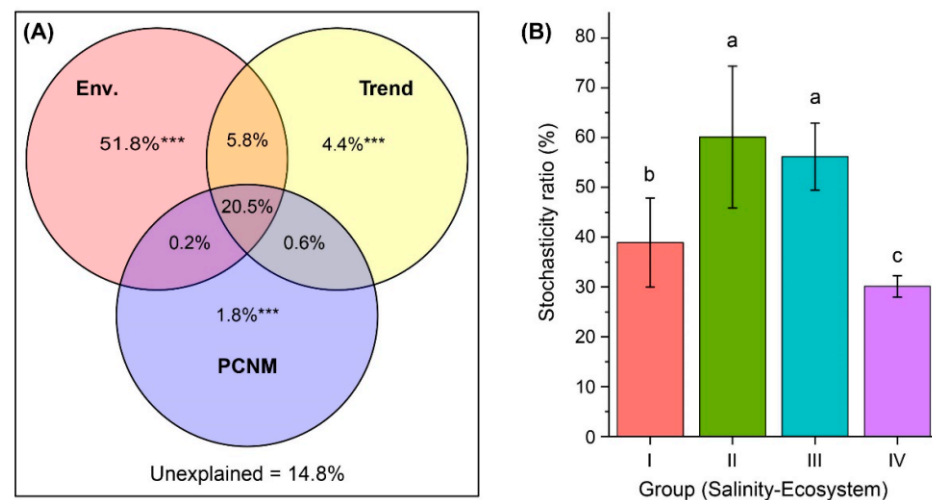 (A)
Env.
Trend
51.8%***
5.8%
4.4%***
20.5%
0.2%
0.6%
1.8%***
PCNM
Unexplained = 14.8%
(B)
Stochasticity ratio (%)
80
70
60
50
40
30
20
10
0
b
a
a
c
I
II
III
IV
Group (Salinity-Ecosystem)